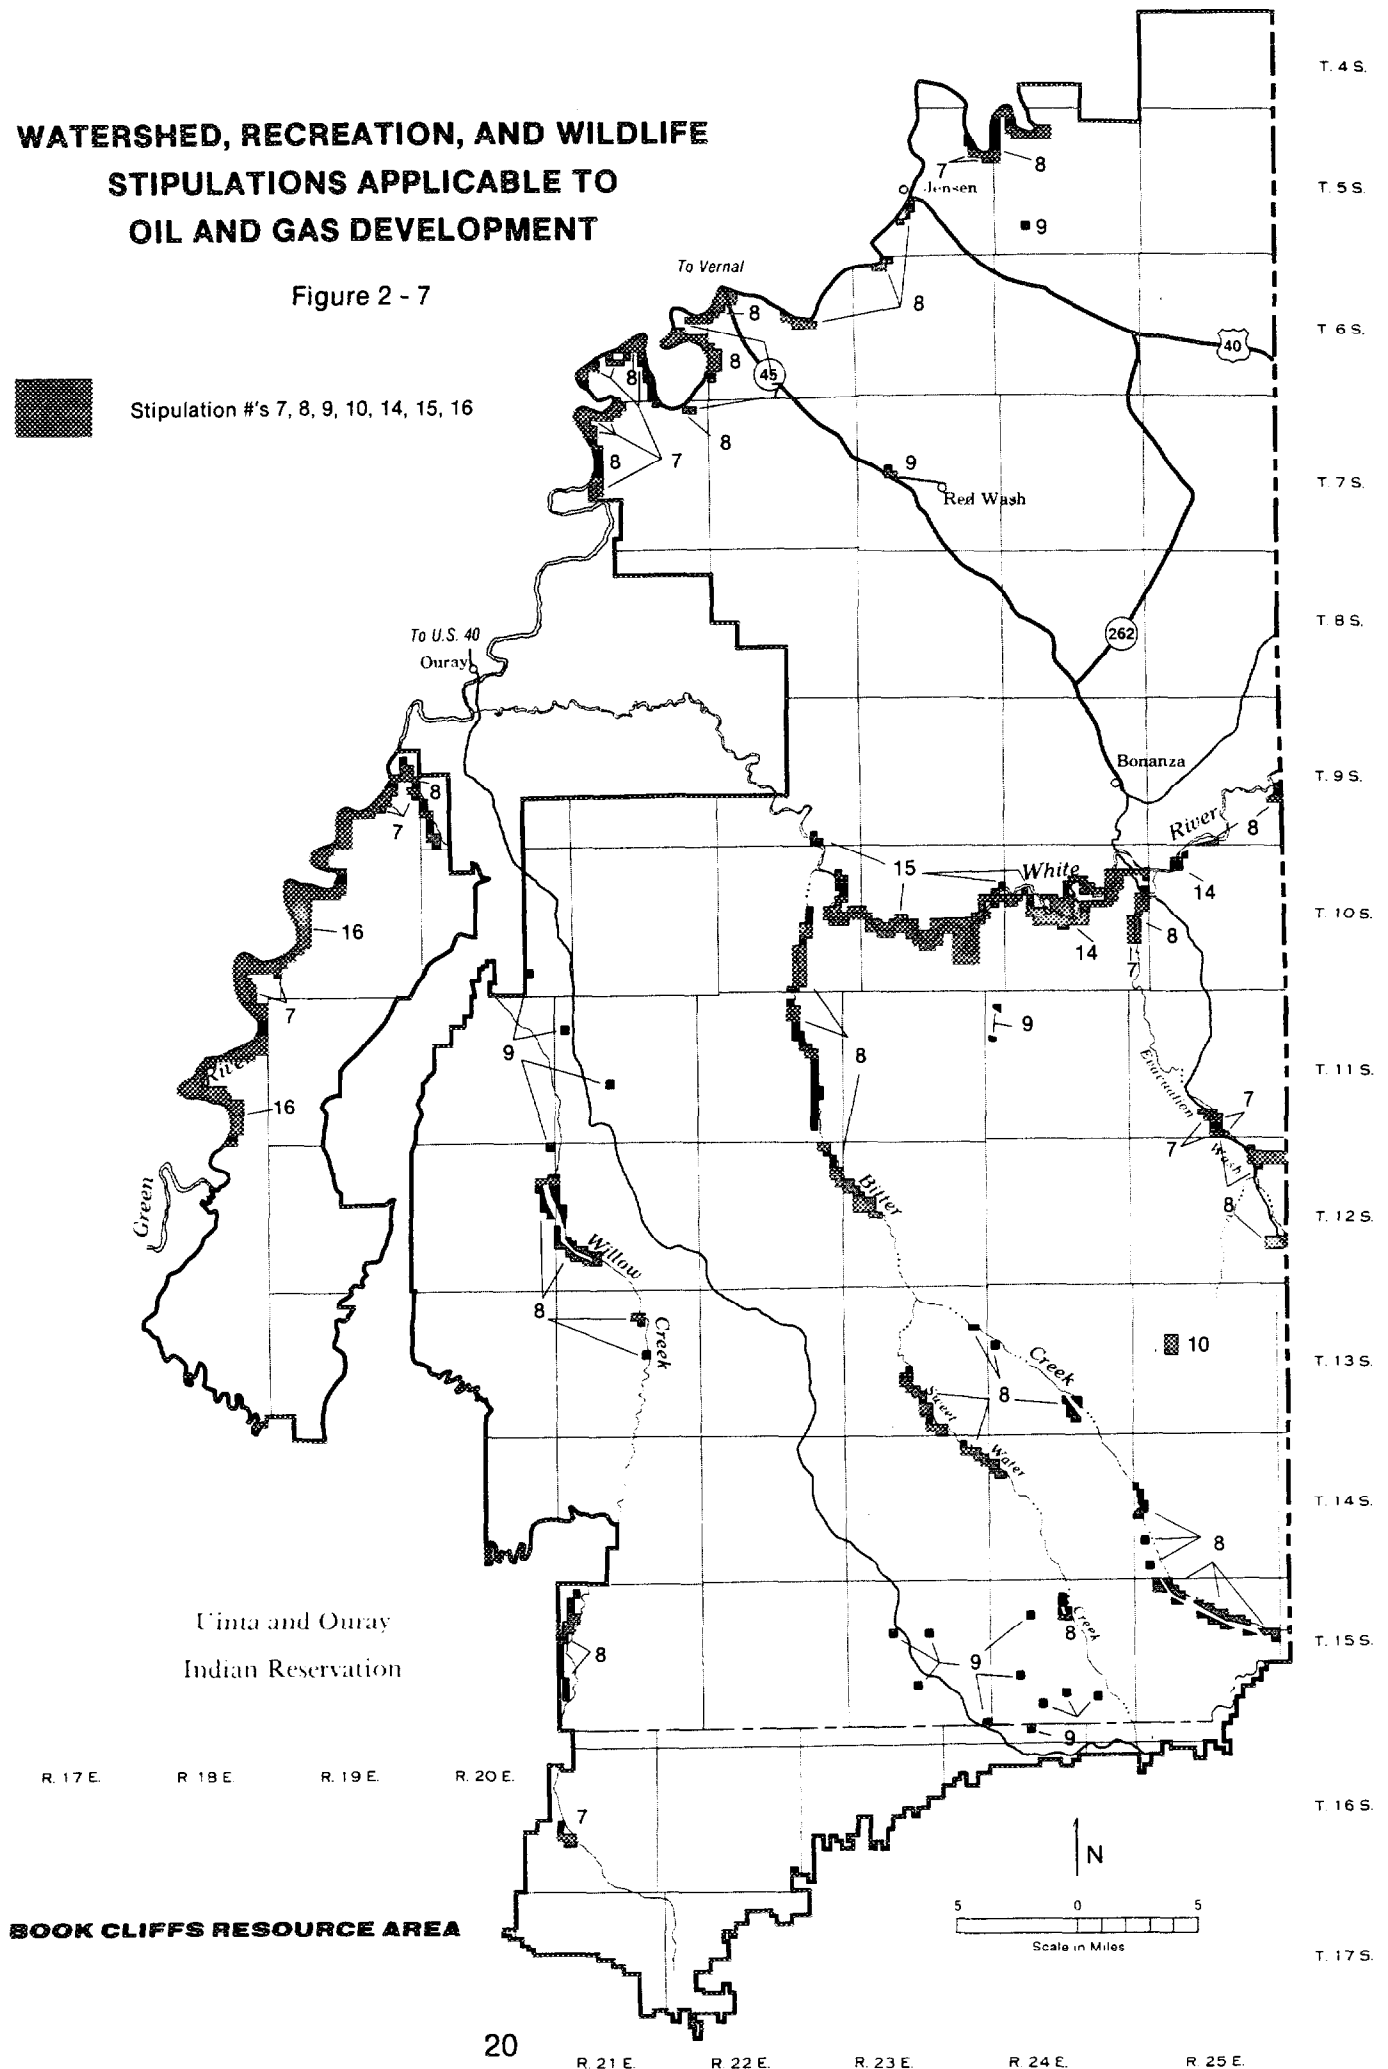 WATERSHED, RECREATION, AND WILDLIFE
STIPULATIONS APPLICABLE TO
OIL AND GAS DEVELOPMENT
Figure 2 - 7
Stipulation #'s 7, 8, 9, 10, 14, 15, 16
T. 4 S.
7
8
Jensen
T. 5 S.
9
To Vernal
8
8
T 6 S.
40
8
8
45
8
7
8
9
Red Wash
T. 7 S.
To U.S. 40
Ouray
262
T. 8 S.
Bonanza
T. 9 S.
8
7
River
8
15
White
14
T. 10 S.
16
14
8
7
7
9
9
8
River
Evacuation
T. 11 S.
16
7
7
Wash
Green
Bitter
8
T. 12 S.
Willow
8
Creek
10
T. 13 S.
Creek
8
Sweet
Water
T. 14 S.
8
Uinta and Ouray
Indian Reservation
8
8
Creek
T. 15 S.
9
9
R. 17 E.
R 18 E.
R. 19 E.
R. 20 E.
7
T. 16 S.
N
BOOK CLIFFS RESOURCE AREA
5 0 5
Scale in Miles
T. 17 S.
20
R. 21 E.
R. 22 E.
R. 23 E.
R. 24 E.
R. 25 E.